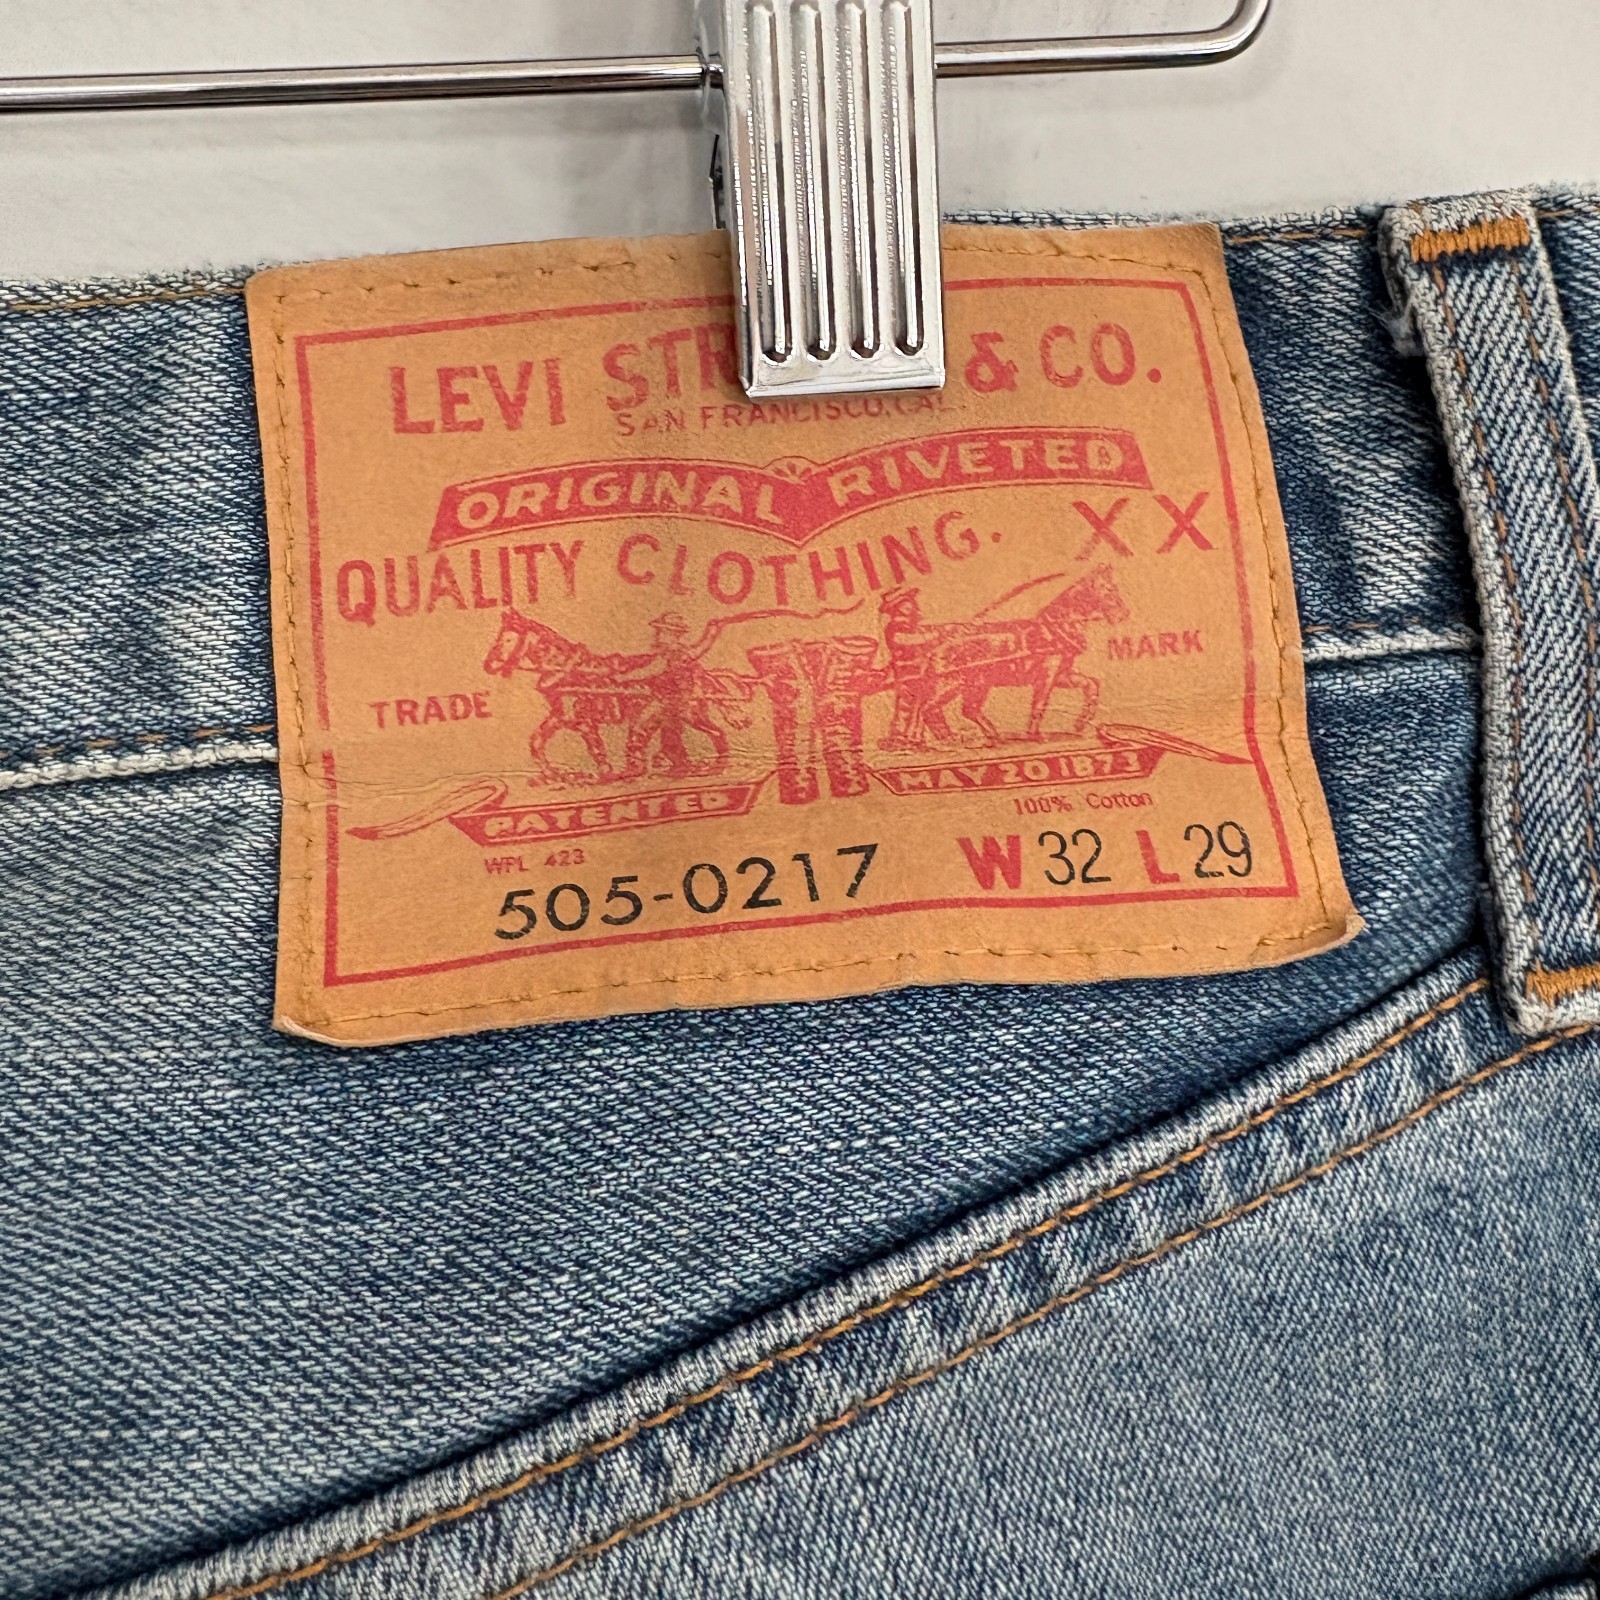 LEVI STR & CO.
SAN FRANCISCO, CAL.
ORIGINAL RIVETED
QUALITY CLOTHING. XX
TRADE MARK
PATENTED MAY 20 1873
WPL 423 100% Cotton
505-0217 W 32 L 29